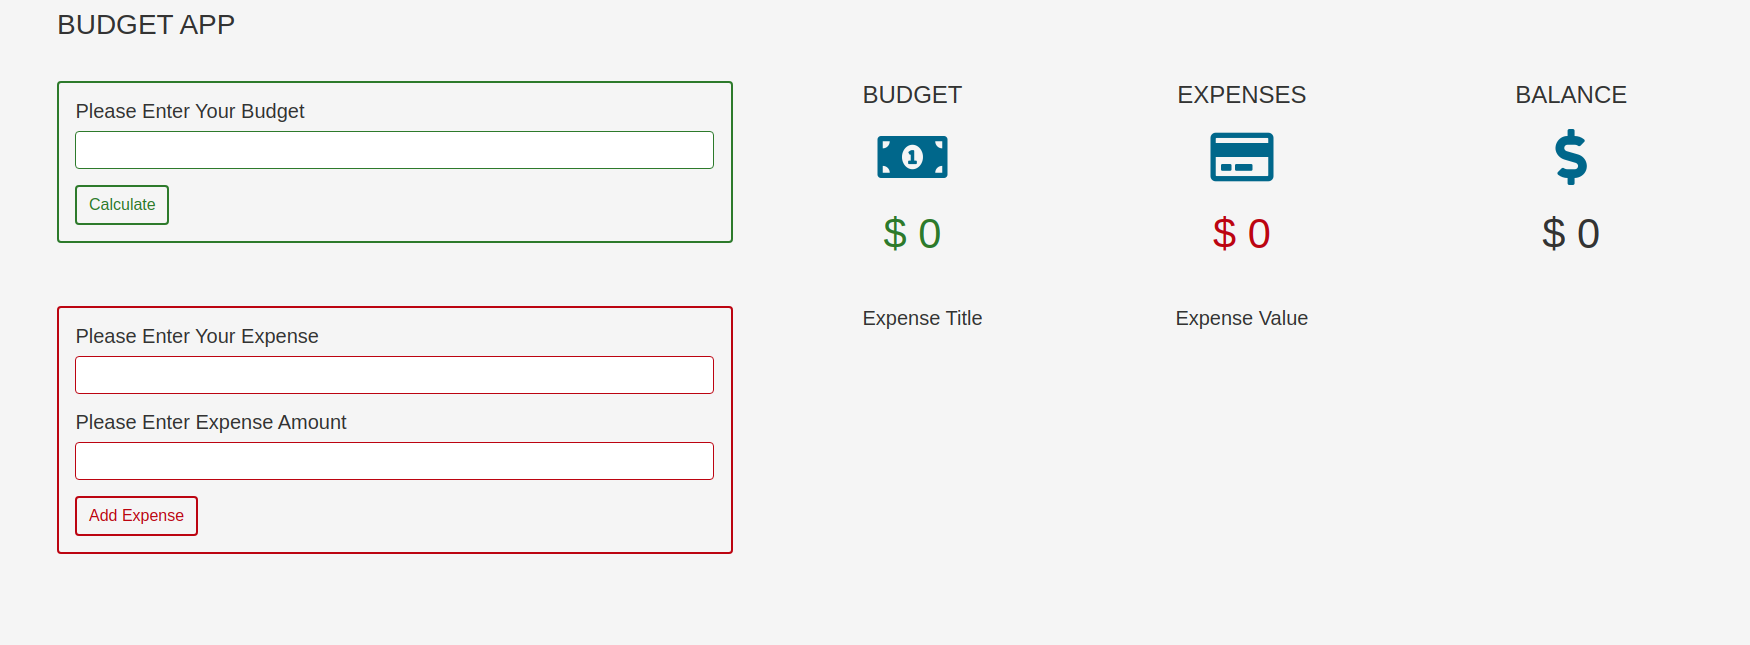 BUDGET APP
Please Enter Your Budget
Calculate
BUDGET EXPENSES BALANCE
1
$ 0 $ 0 $ 0
Please Enter Your Expense
Please Enter Expense Amount
Add Expense
Expense Title Expense Value